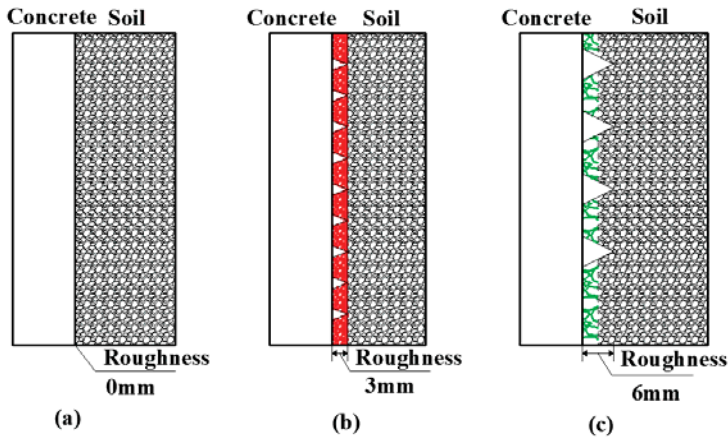 Concrete Soil
Roughness
0mm
(a)
Concrete Soil
Roughness
3mm
(b)
Concrete Soil
Roughness
6mm
(c)